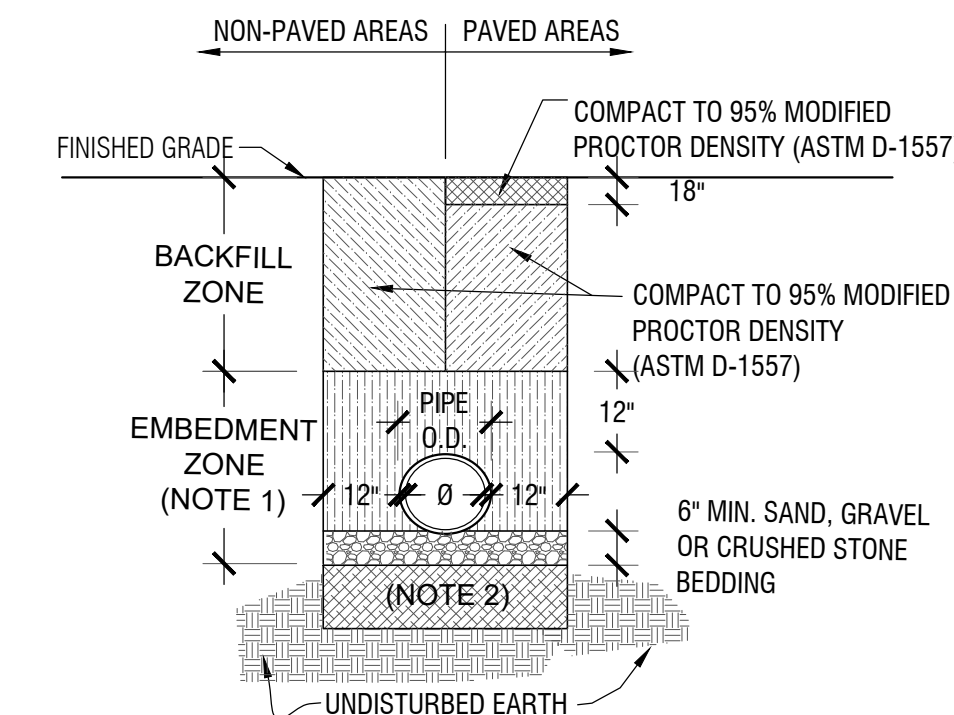 NON-PAVED AREAS
PAVED AREAS
COMPACT TO 95% MODIFIED
PROCTOR DENSITY (ASTM D-1557
FINISHED GRADE
18"
BACKFILL
ZONE
COMPACT TO 95% MODIFIED
PROCTOR DENSITY
(ASTM D-1557)
PIPE
O.D.
12"
EMBEDMENT
ZONE
(NOTE 1)
12" Ø 12"
6" MIN. SAND, GRAVEL
OR CRUSHED STONE
BEDDING
(NOTE 2)
UNDISTURBED EARTH